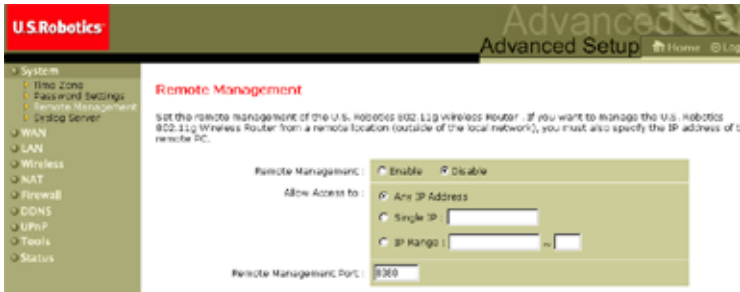 U.S.Robotics
Advanced Setup
Home
System
Time Zone
Password Settings
Remote Management
Syslog Server
WAN
LAN
Wireless
NAT
Firewall
DDNS
UPnP
Tools
Status
Remote Management
Set the remote management of the U.S. Robotics 802.11g Wireless Router . If you want to manage the U.S. Robotics
802.11g Wireless Router from a remote location (outside of the local network), you must also specify the IP address of
remote PC.
Remote Management : Enable Disable
Allow Access to : Any IP Address
Single IP :
IP Range : ~
Remote Management Port : 8080